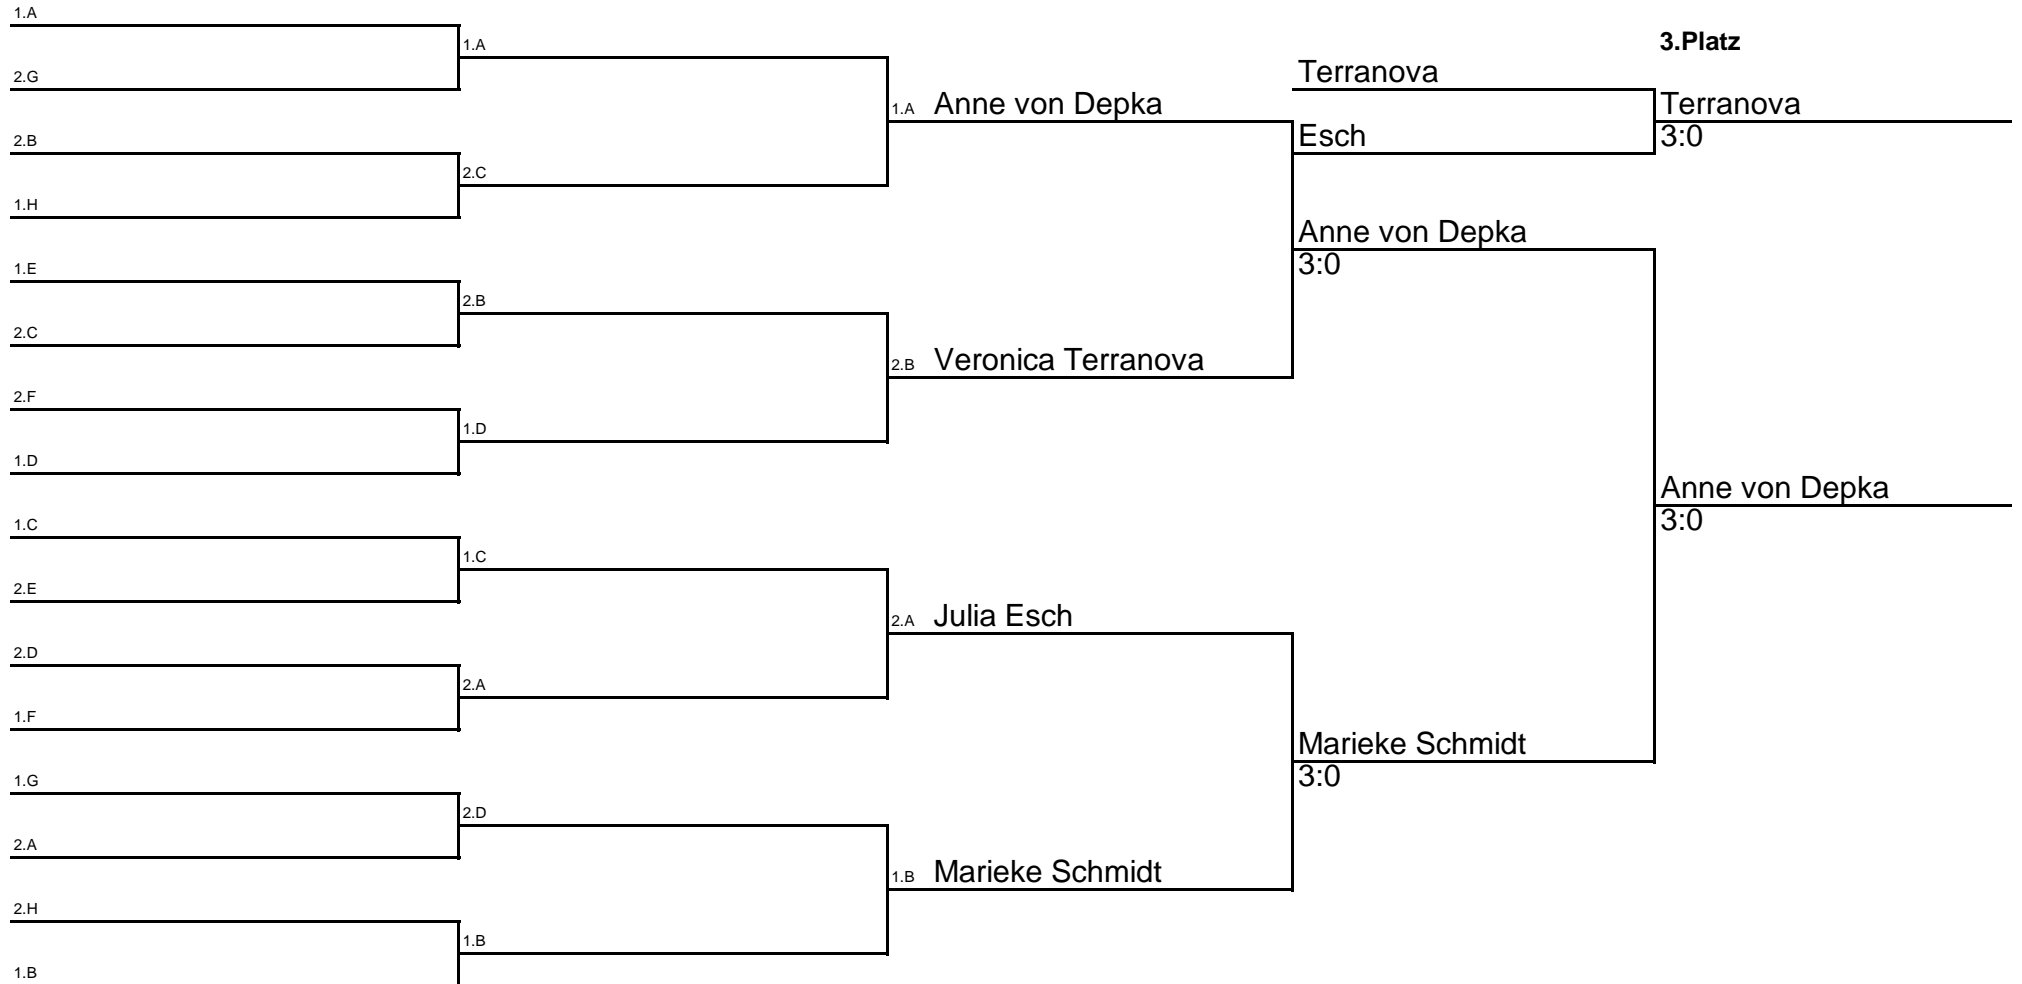 1.A
2.G
2.B
1.H
1.E
2.C
2.F
1.D
1.C
2.E
2.D
1.F
1.G
2.A
2.H
1.B
1.A
2.C
2.B
1.D
1.C
2.A
2.D
1.B
1.A Anne von Depka
2.B Veronica Terranova
2.A Julia Esch
1.B Marieke Schmidt
Terranova
Esch
Anne von Depka
3:0
Marieke Schmidt
3:0
3.Platz
Terranova
3:0
Anne von Depka
3:0